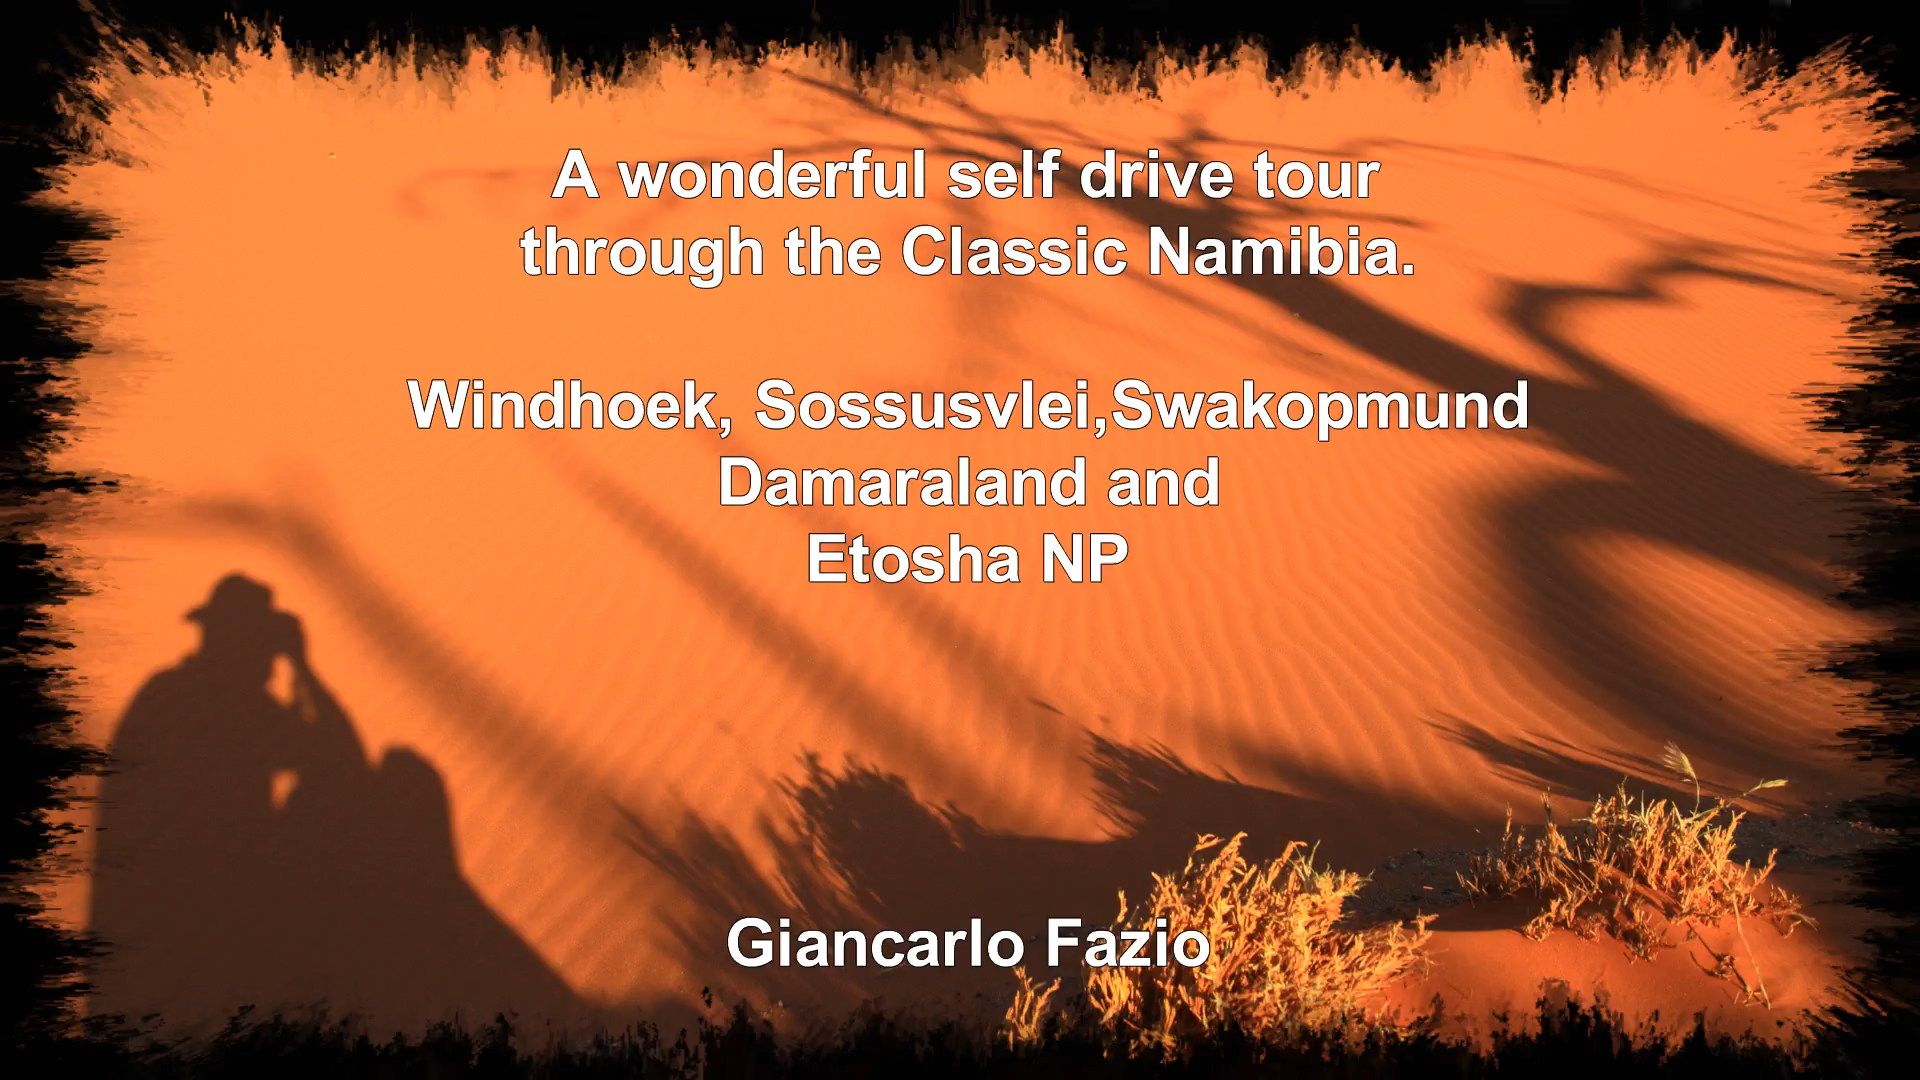 A wonderful self drive tour
through the Classic Namibia.
Windhoek, Sossusvlei,Swakopmund
Damaraland and
Etosha NP
Giancarlo Fazio